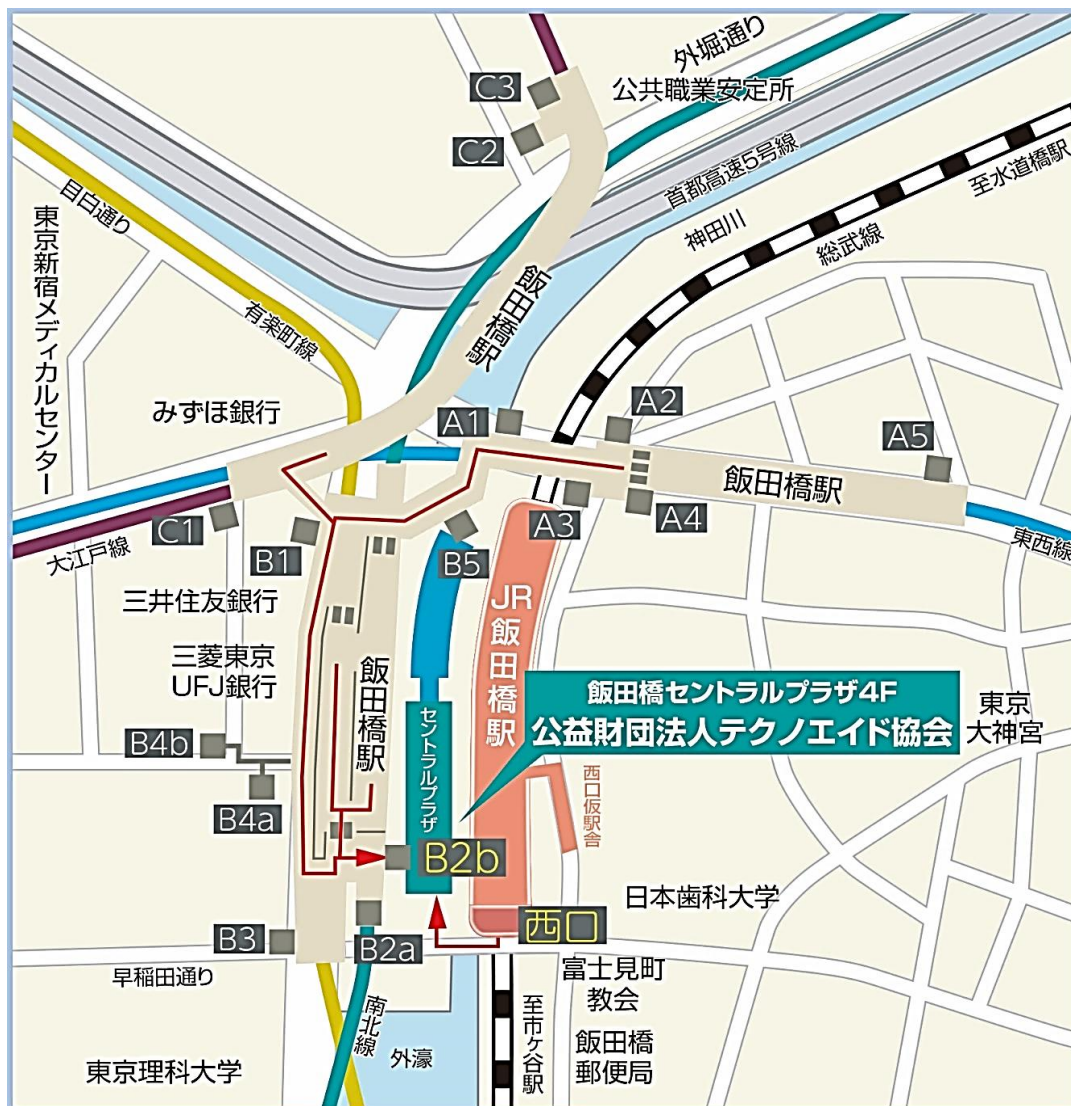 外堀通り
C3
公共職業安定所
C2
首都高速5号線
至水道橋駅
目白通り
神田川
総武線
東京新宿メディカルセンター
飯田橋駅
有楽町線
みずほ銀行
A1
A2
A5
飯田橋駅
C1
A3
A4
大江戸線
B1
B5
東西線
三井住友銀行
JR飯田橋駅
三菱東京
UFJ銀行
飯田橋駅
飯田橋セントラルプラザ4F
公益財団法人テクノエイド協会
東京
大神宮
B4b
セントラルプラザ
西口仮駅舎
B4a
B2b
日本歯科大学
西口
B3
B2a
早稲田通り
富士見町
教会
南北線
至市ヶ谷駅
外濠
飯田橋
郵便局
東京理科大学